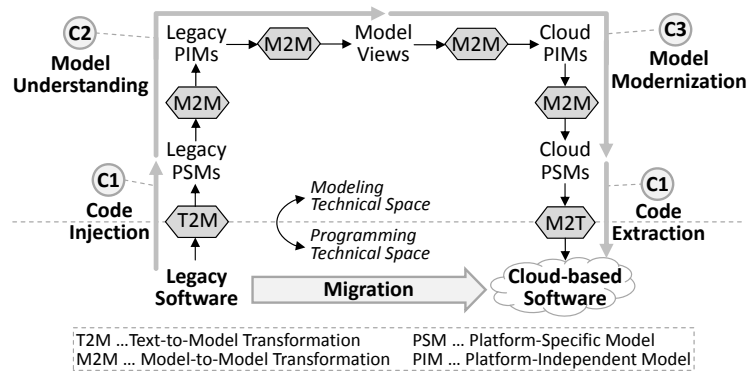 C2
Model
Understanding
Legacy
PIMs
M2M
Model
Views
M2M
Cloud
PIMs
C3
Model
Modernization
M2M
M2M
Legacy
PSMs
Cloud
PSMs
C1
Code
Injection
T2M
Modeling
Technical Space
Programming
Technical Space
M2T
C1
Code
Extraction
Legacy
Software
Migration
Cloud-based
Software
T2M ...Text-to-Model Transformation
M2M ... Model-to-Model Transformation
PSM ... Platform-Specific Model
PIM ... Platform-Independent Model